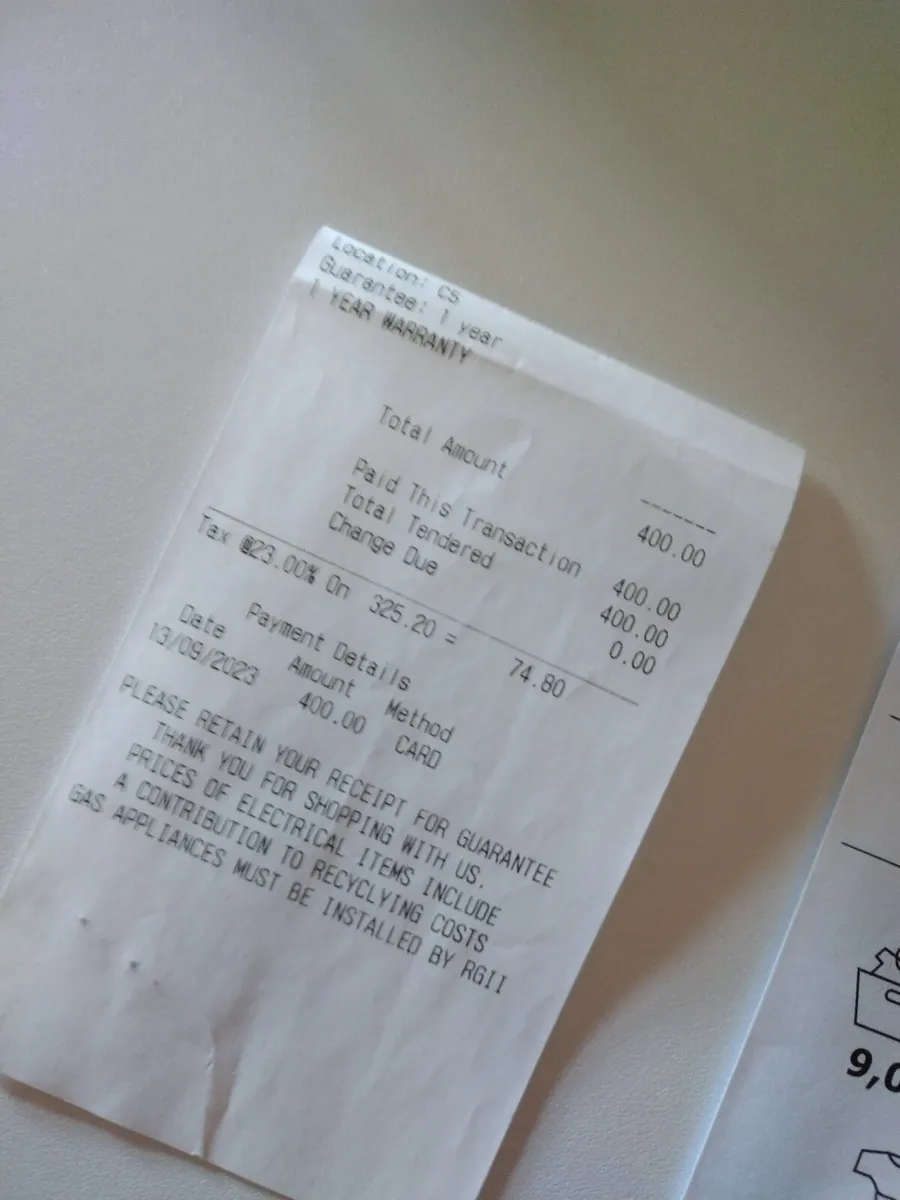 Location: C5
Guarantee: 1 year
1 YEAR WARRANTY
-------
Total Amount 400.00
Paid This Transaction 400.00
Total Tendered 400.00
Change Due 0.00
Tax @23.00% On 325.20 = 74.80
Payment Details
Date Amount Method
13/09/2023 400.00 CARD
PLEASE RETAIN YOUR RECEIPT FOR GUARANTEE
THANK YOU FOR SHOPPING WITH US.
PRICES OF ELECTRICAL ITEMS INCLUDE
A CONTRIBUTION TO RECYCLYING COSTS
GAS APPLIANCES MUST BE INSTALLED BY RGII
9,0